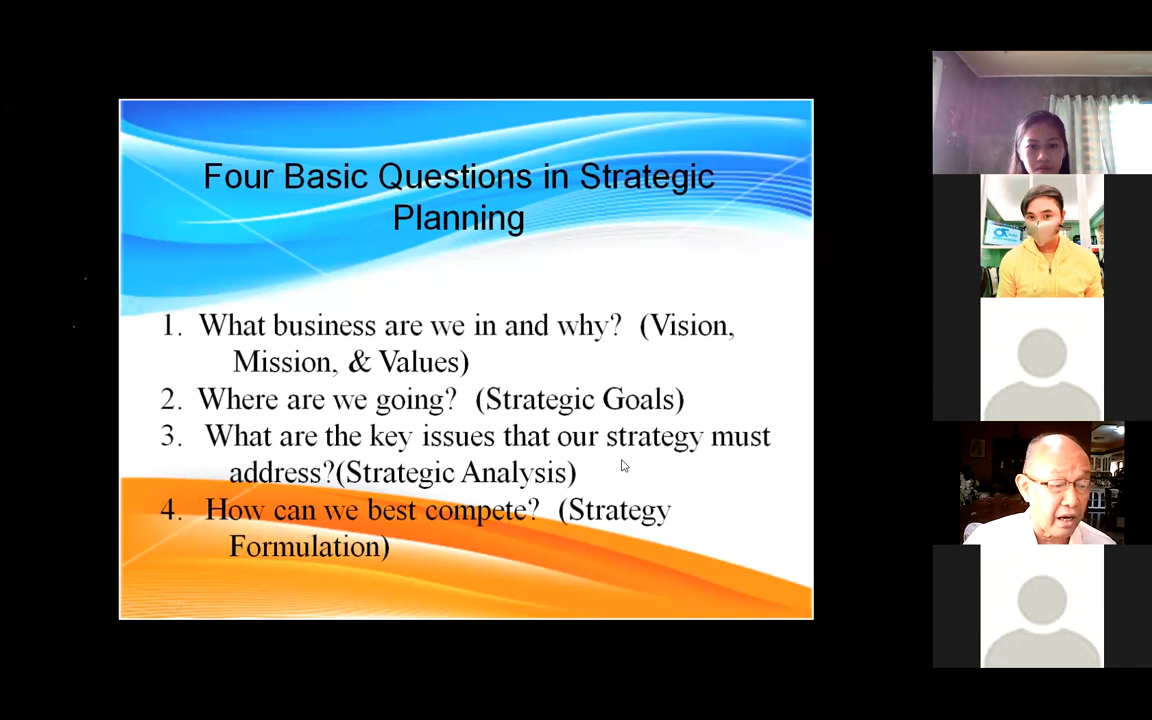 Four Basic Questions in Strategic
Planning
1. What business are we in and why? (Vision,
Mission, & Values)
2. Where are we going? (Strategic Goals)
3. What are the key issues that our strategy must
address?(Strategic Analysis)
4. How can we best compete? (Strategy
Formulation)